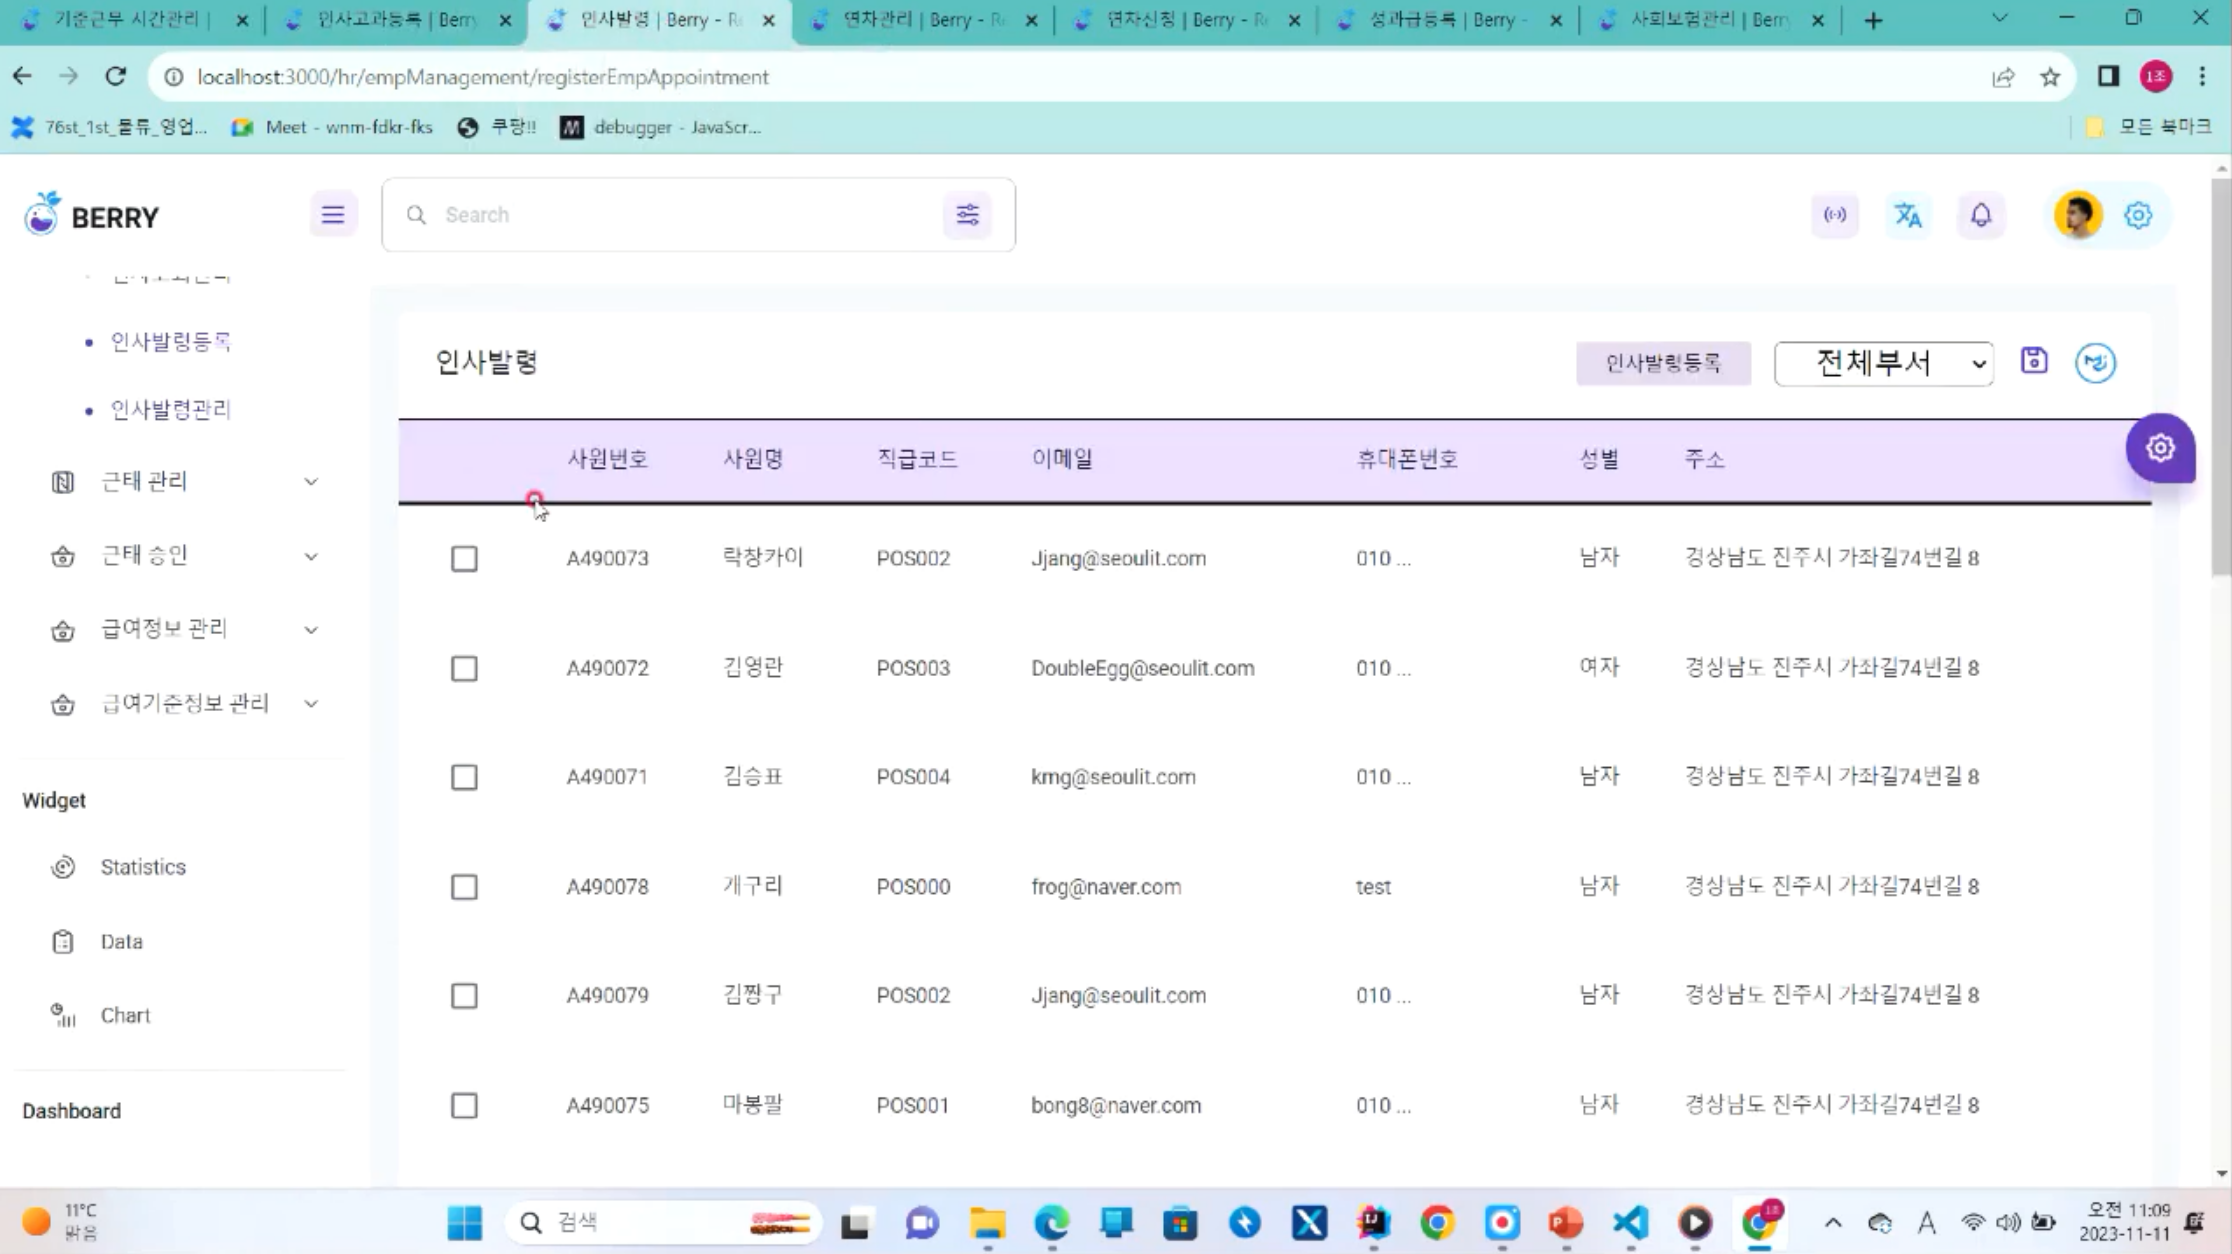 기준근무 시간관리 |
인사고과등록 | Berr
인사발령 | Berry - R
연차관리 | Berry - R
연차신청 | Berry - R
성과급등록 | Berry -
사회보험관리 | Berr
localhost:3000/hr/empManagement/registerEmpAppointment
1조
76st_1st_물류_영업...
Meet - wnm-fdkr-fks
쿠팡!!
debugger - JavaScr...
모든 북마크
BERRY
Search
인사발령등록
인사발령관리
근태 관리
근태 승인
급여정보 관리
급여기준정보 관리
Widget
Statistics
Data
Chart
Dashboard
인사발령
인사발령등록
전체부서
사원번호 사원명 직급코드 이메일 휴대폰번호 성별 주소
A490073 락창카이 POS002 Jjang@seoulit.com 010 ... 남자 경상남도 진주시 가좌길74번길 8
A490072 김영관 POS003 DoubleEgg@seoulit.com 010 ... 여자 경상남도 진주시 가좌길74번길 8
A490071 김승표 POS004 kmg@seoulit.com 010 ... 남자 경상남도 진주시 가좌길74번길 8
A490078 개구리 POS000 frog@naver.com test 남자 경상남도 진주시 가좌길74번길 8
A490079 김짱구 POS002 Jjang@seoulit.com 010 ... 남자 경상남도 진주시 가좌길74번길 8
A490075 마봉팔 POS001 bong8@naver.com 010 ... 남자 경상남도 진주시 가좌길74번길 8
11°C
맑음
검색
A
오전 11:09
2023-11-11